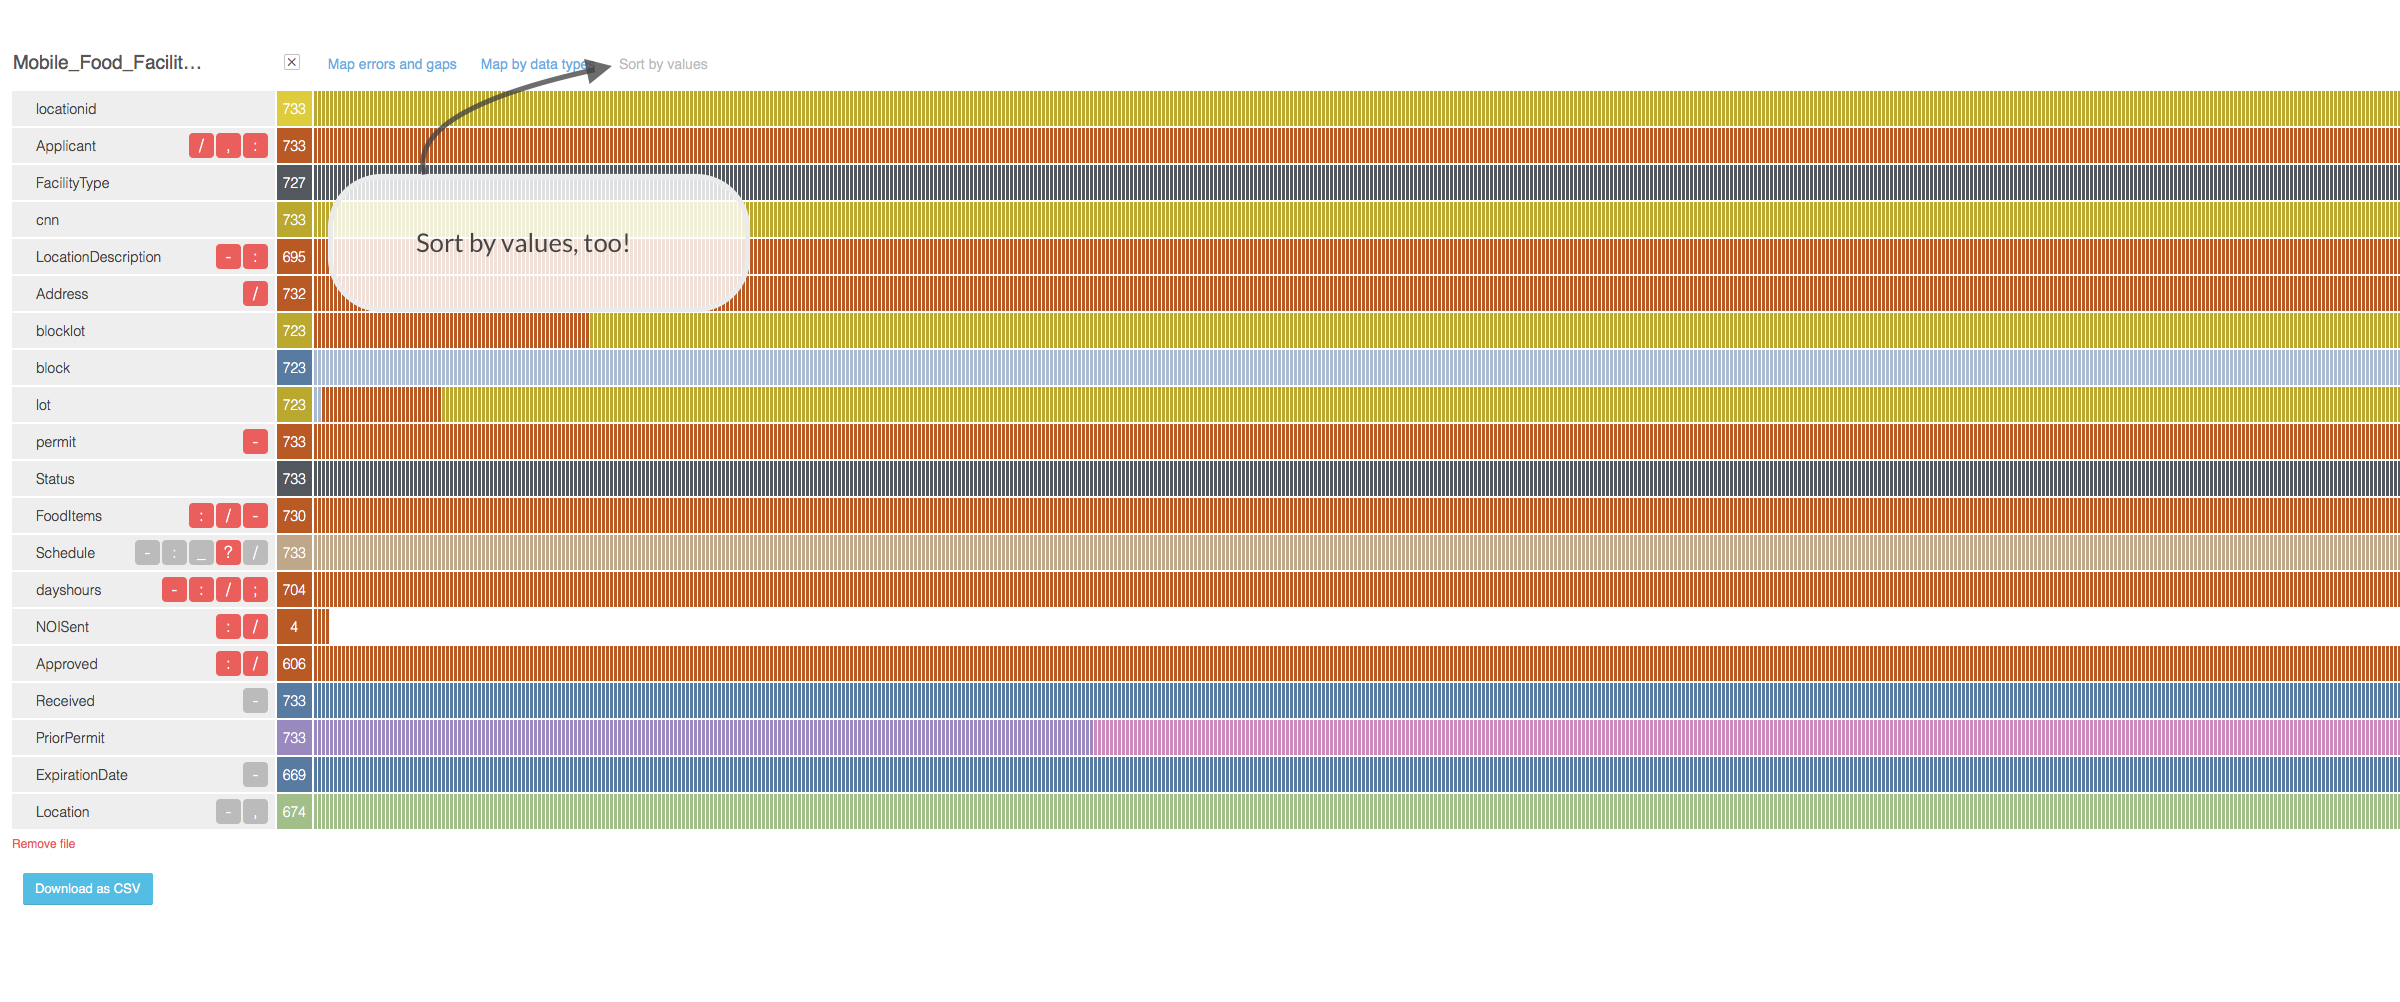 Mobile_Food_Facilit... Map errors and gaps Map by data type Sort by values
locationid 733
Applicant / , : 733
FacilityType 727
cnn 733
Sort by values, too!
LocationDescription - : 695
Address / 732
blocklot 723
block 723
lot 723
permit - 733
Status 733
FoodItems : / - 730
Schedule - : _ ? / 733
dayshours - : / ; 704
NOISent : / 4
Approved : / 606
Received - 733
PriorPermit 733
ExpirationDate - 669
Location - , 674
Remove file
Download as CSV